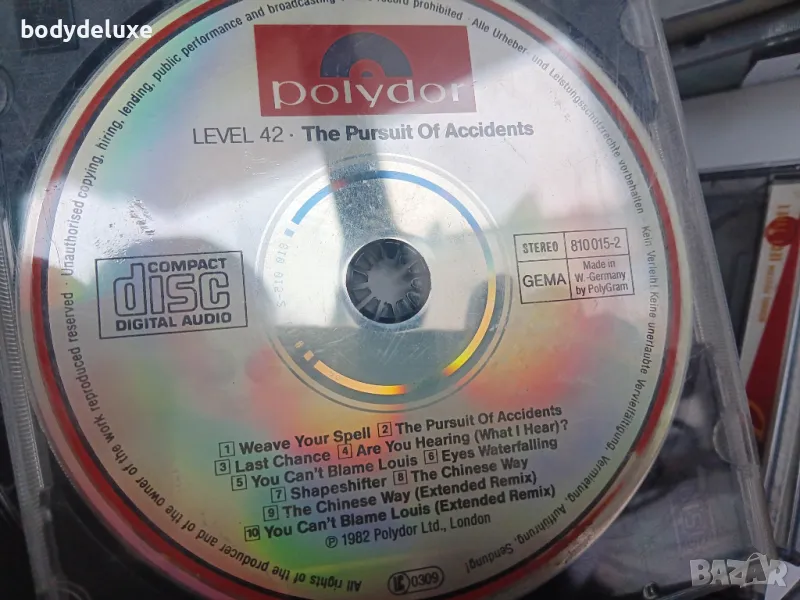 bodydeluxe
polydor
LEVEL 42 · The Pursuit Of Accidents
COMPACT
disc
DIGITAL AUDIO
STEREO 810 015-2
GEMA Made in W.-Germany by PolyGram
1 Weave Your Spell 2 The Pursuit Of Accidents
3 Last Chance 4 Are You Hearing (What I Hear)?
5 You Can't Blame Louis 6 Eyes Waterfalling
7 Shapeshifter 8 The Chinese Way
9 The Chinese Way (Extended Remix)
10 You Can't Blame Louis (Extended Remix)
℗ 1982 Polydor Ltd., London
0309
All rights of the producer and of the owner of the work reproduced reserved · Unauthorised copying, hiring, lending, public performance and broadcasting record prohibited · Alle Urheber- und Leistungsschutzrechte vorbehalten · Kein Verleih! Keine unerlaubte Vervielfältigung, Vermietung, Aufführung, Sendung!
BAZAR
bg